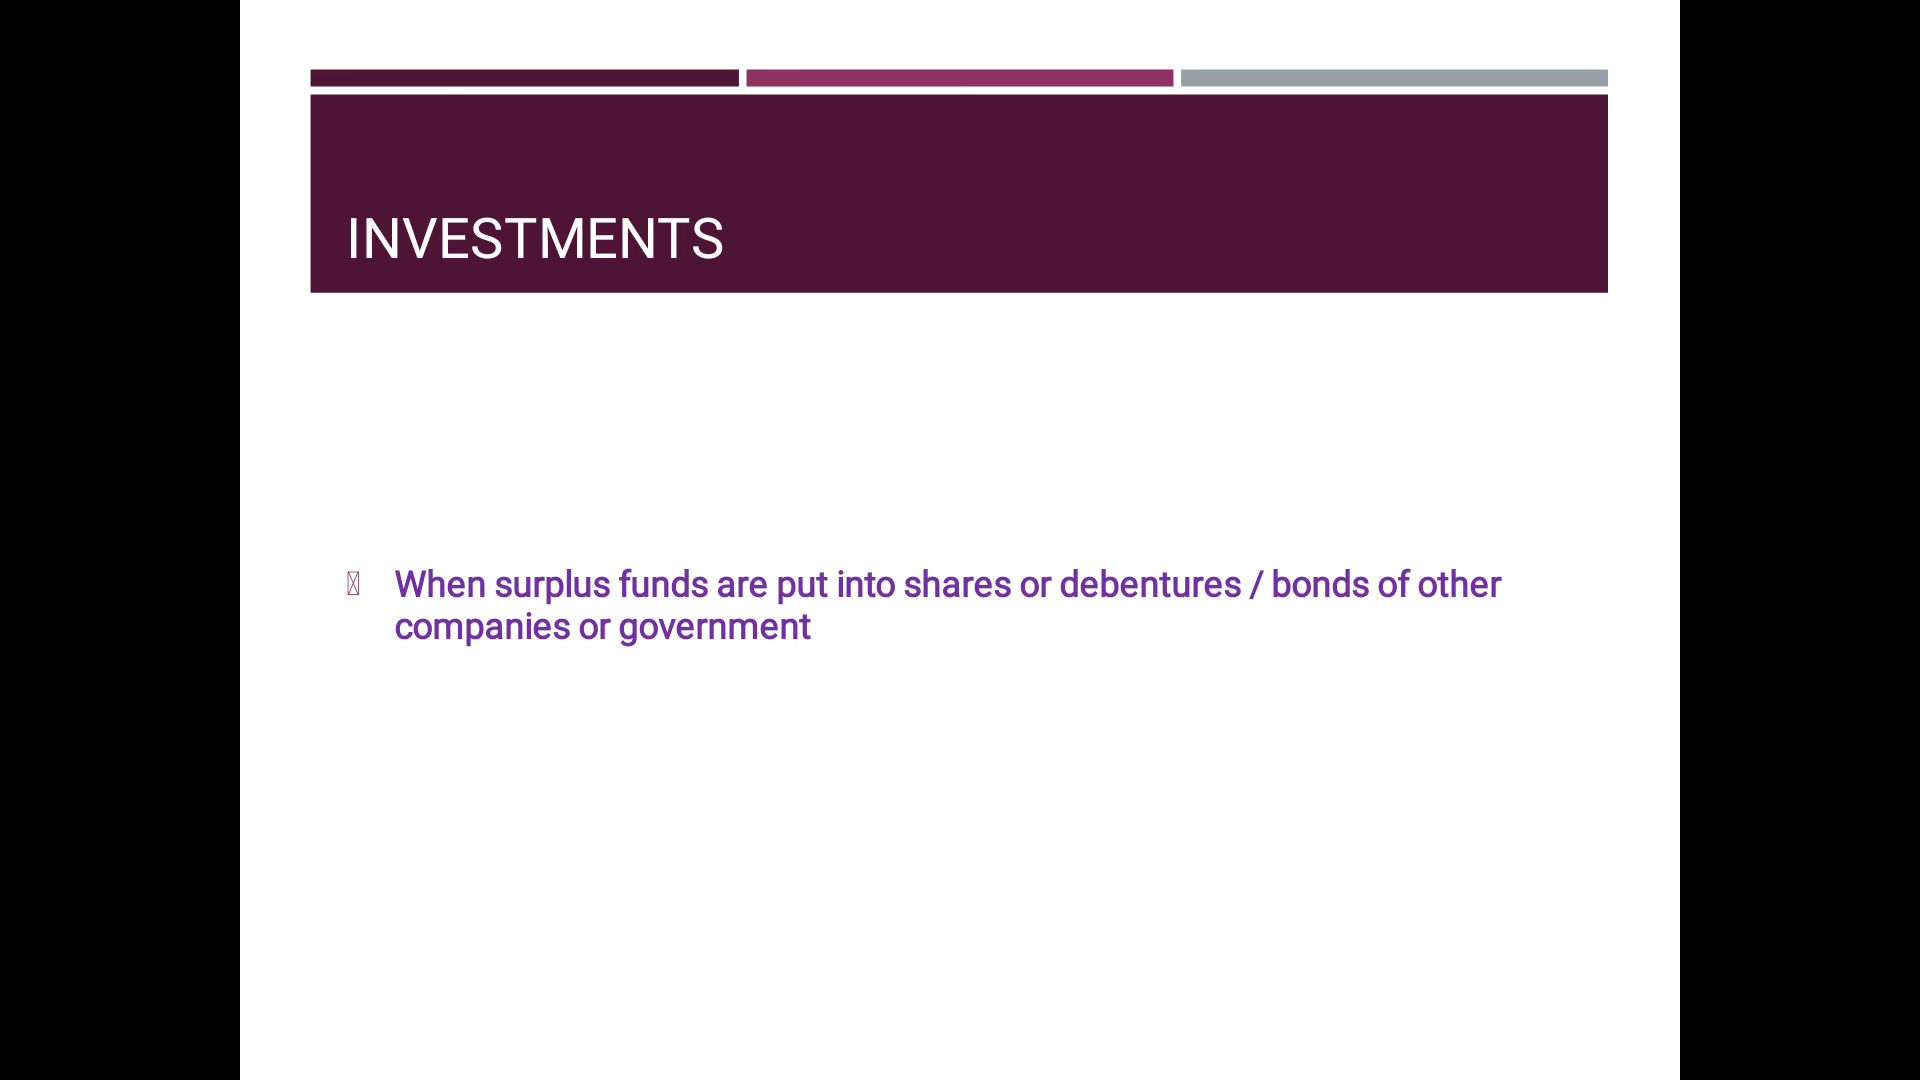 INVESTMENTS
When surplus funds are put into shares or debentures / bonds of other
companies or government